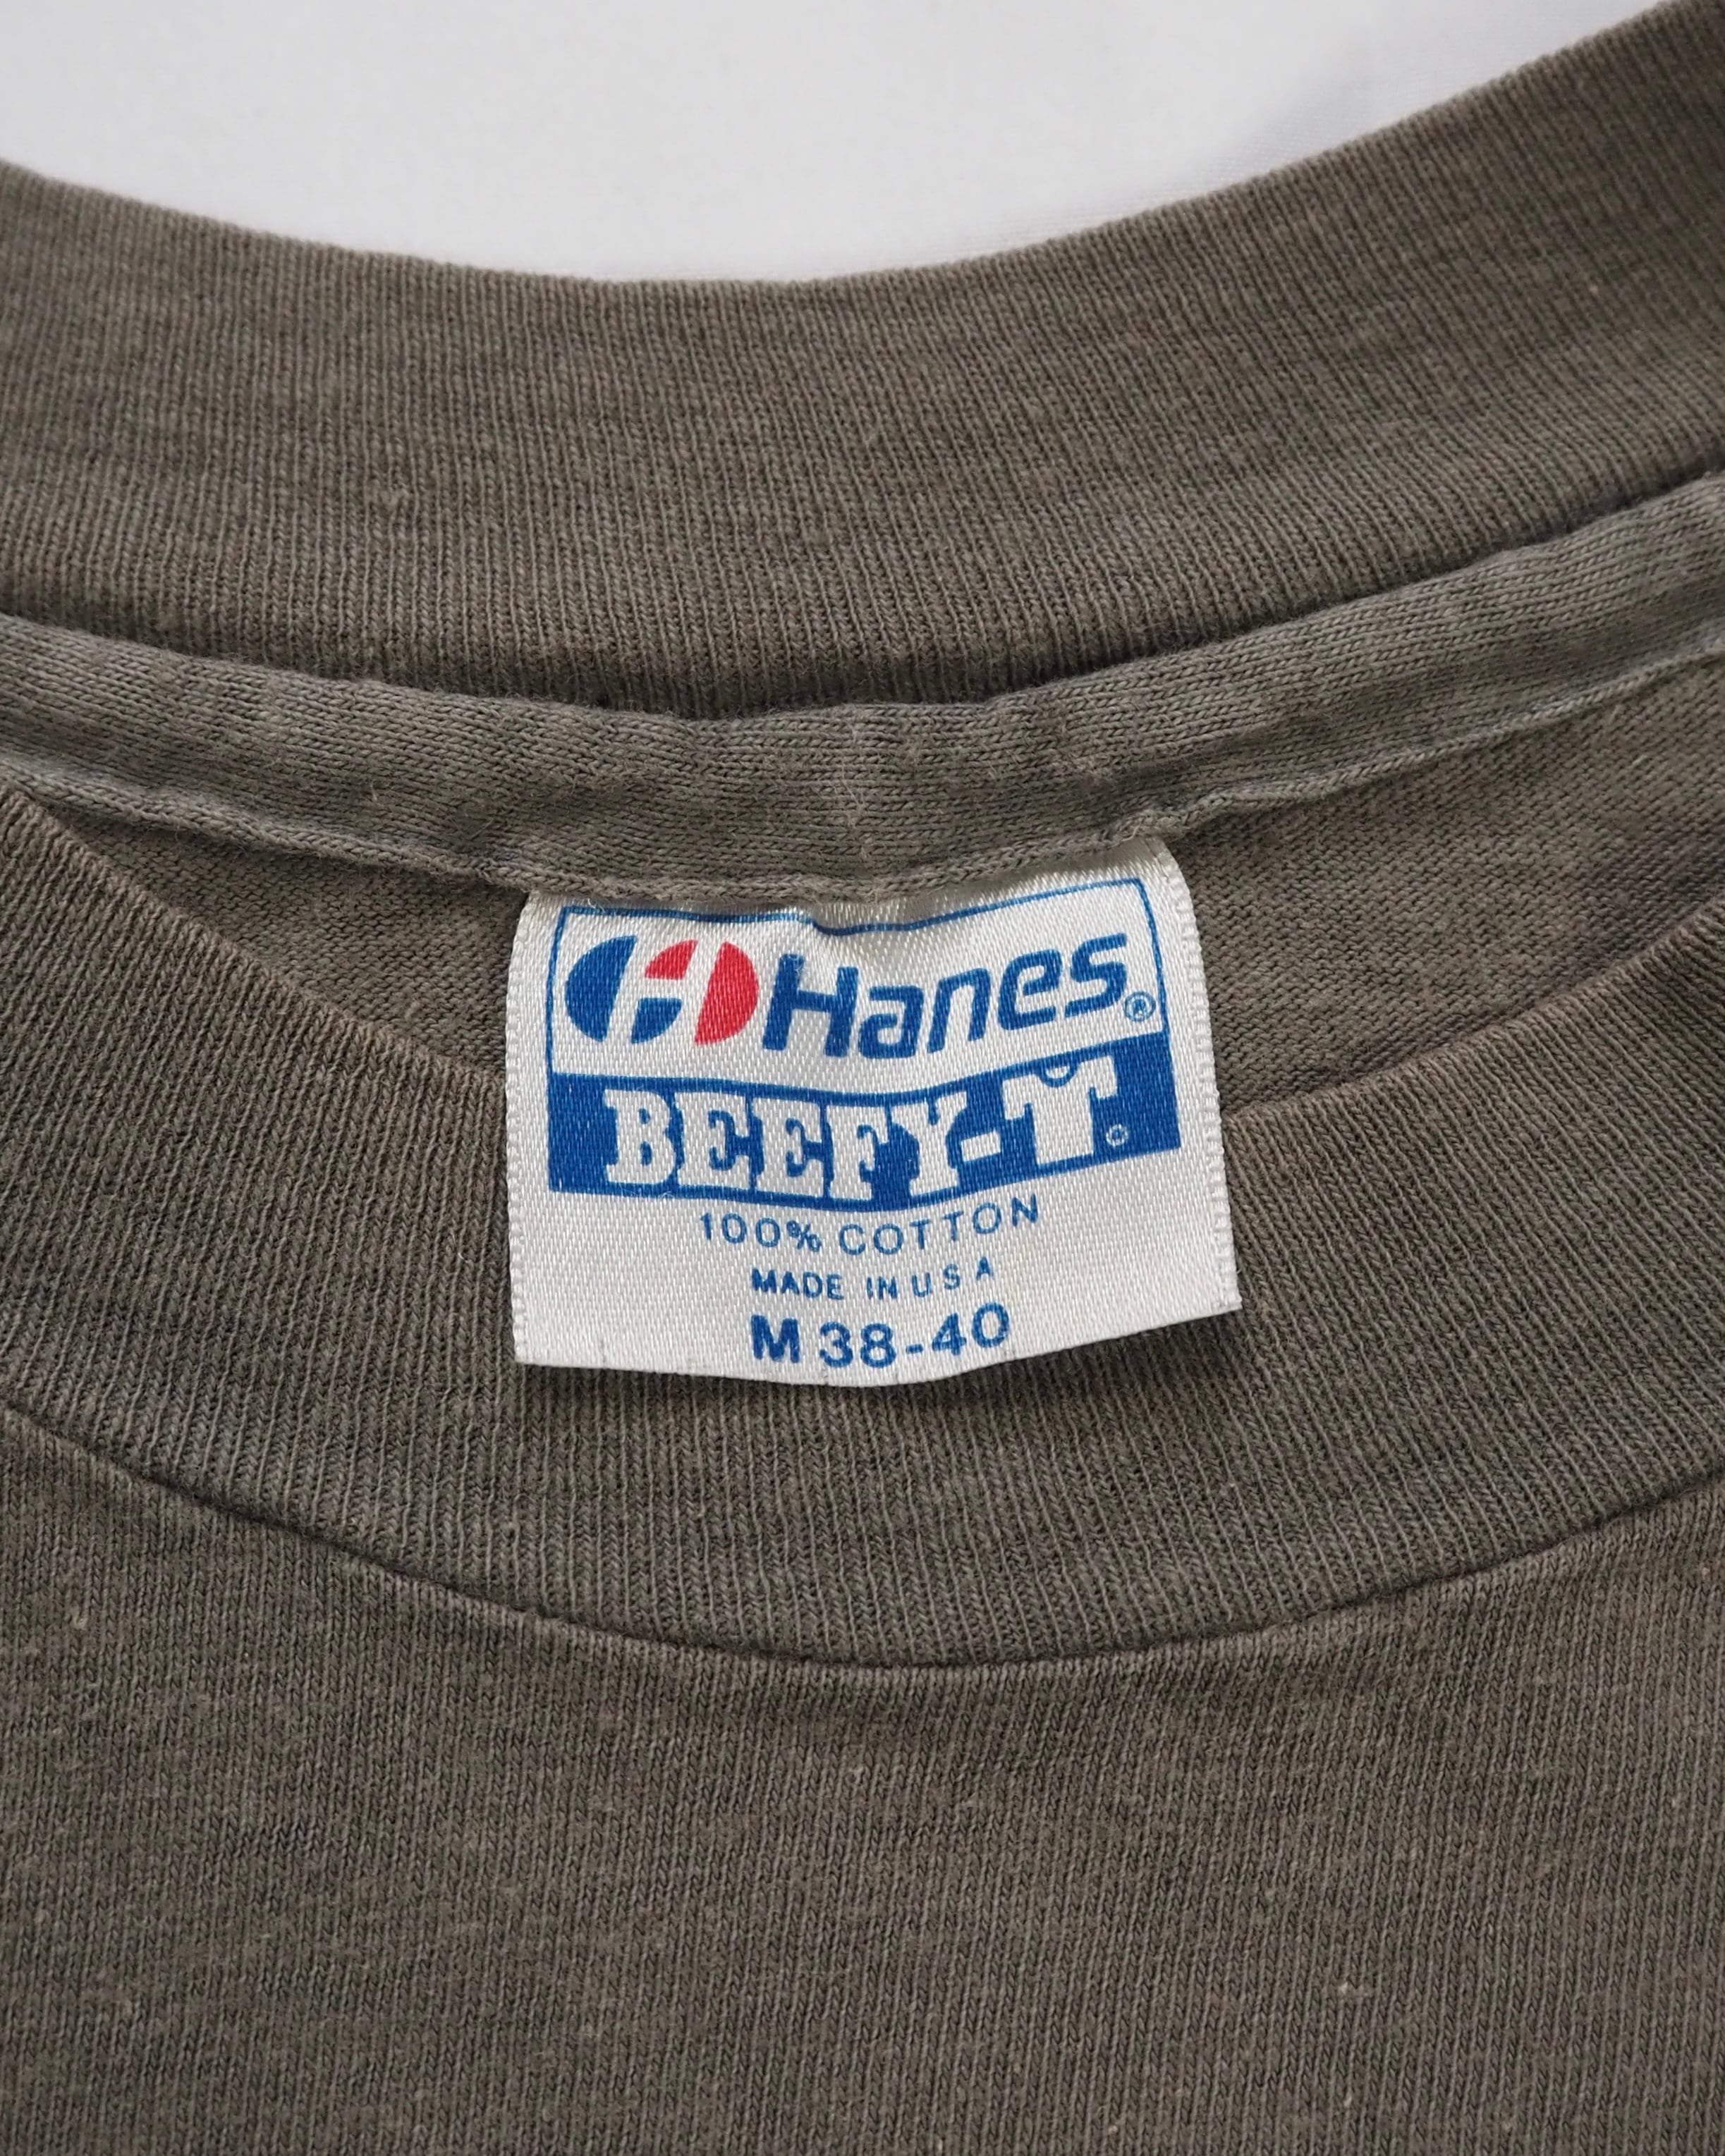 Hanes®
BEEFY-T®
100% COTTON
MADE IN U S A
M 38-40